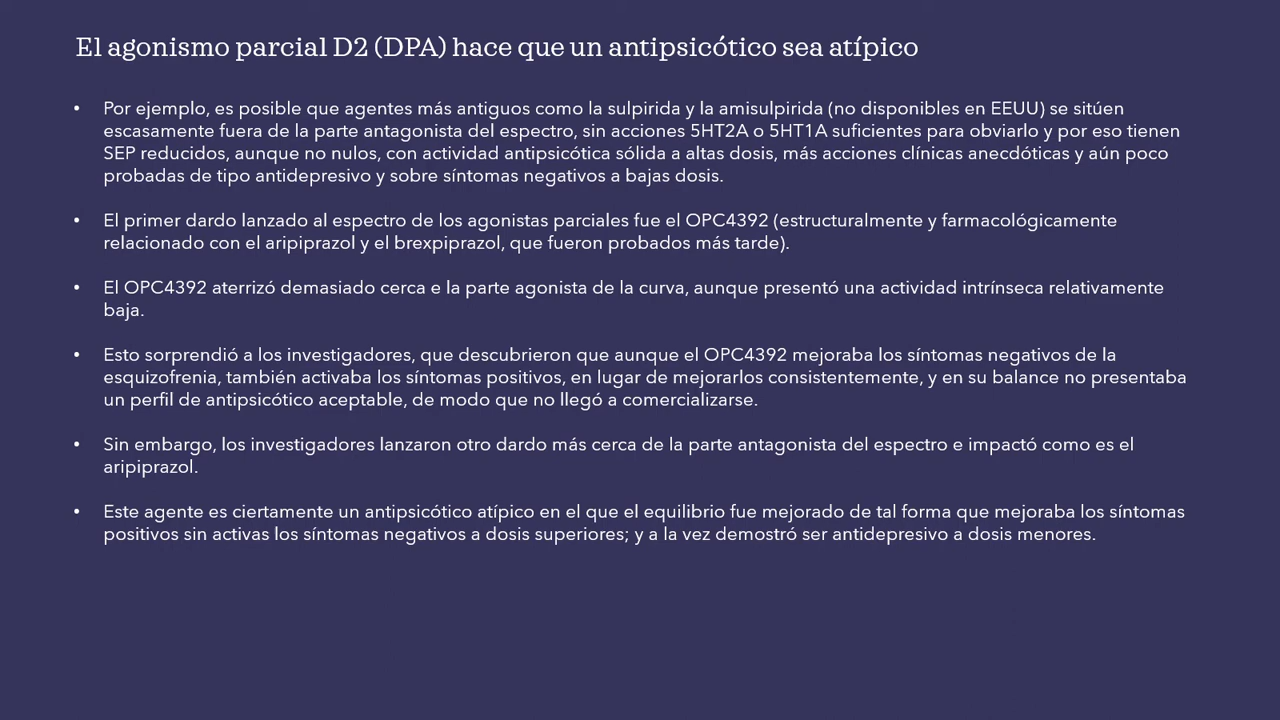 El agonismo parcial D2 (DPA) hace que un antipsicótico sea atípico
• Por ejemplo, es posible que agentes más antiguos como la sulpirida y la amisulpirida (no disponibles en EEUU) se sitúen
escasamente fuera de la parte antagonista del espectro, sin acciones 5HT2A o 5HT1A suficientes para obviarlo y por eso tienen
SEP reducidos, aunque no nulos, con actividad antipsicótica sólida a altas dosis, más acciones clínicas anecdóticas y aún poco
probadas de tipo antidepresivo y sobre síntomas negativos a bajas dosis.
• El primer dardo lanzado al espectro de los agonistas parciales fue el OPC4392 (estructuralmente y farmacológicamente
relacionado con el aripiprazol y el brexpiprazol, que fueron probados más tarde).
• El OPC4392 aterrizó demasiado cerca e la parte agonista de la curva, aunque presentó una actividad intrínseca relativamente
baja.
• Esto sorprendió a los investigadores, que descubrieron que aunque el OPC4392 mejoraba los síntomas negativos de la
esquizofrenia, también activaba los síntomas positivos, en lugar de mejorarlos consistentemente, y en su balance no presentaba
un perfil de antipsicótico aceptable, de modo que no llegó a comercializarse.
• Sin embargo, los investigadores lanzaron otro dardo más cerca de la parte antagonista del espectro e impactó como es el
aripiprazol.
• Este agente es ciertamente un antipsicótico atípico en el que el equilibrio fue mejorado de tal forma que mejoraba los síntomas
positivos sin activas los síntomas negativos a dosis superiores; y a la vez demostró ser antidepresivo a dosis menores.